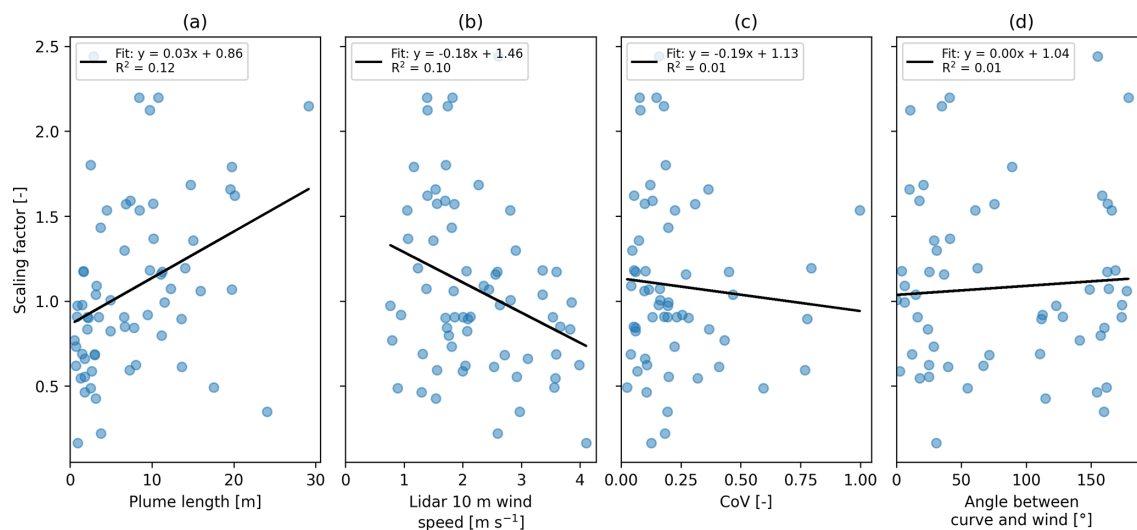 (a)
(b)
(c)
(d)
Fit: y = 0.03x + 0.86
R² = 0.12
Fit: y = -0.18x + 1.46
R² = 0.10
Fit: y = -0.19x + 1.13
R² = 0.01
Fit: y = 0.00x + 1.04
R² = 0.01
2.5
2.0
1.5
1.0
0.5
Scaling factor [-]
0
10
20
30
Plume length [m]
0
1
2
3
4
Lidar 10 m wind
speed [m s⁻¹]
0.00
0.25
0.50
0.75
1.00
CoV [-]
0
50
100
150
Angle between
curve and wind [°]